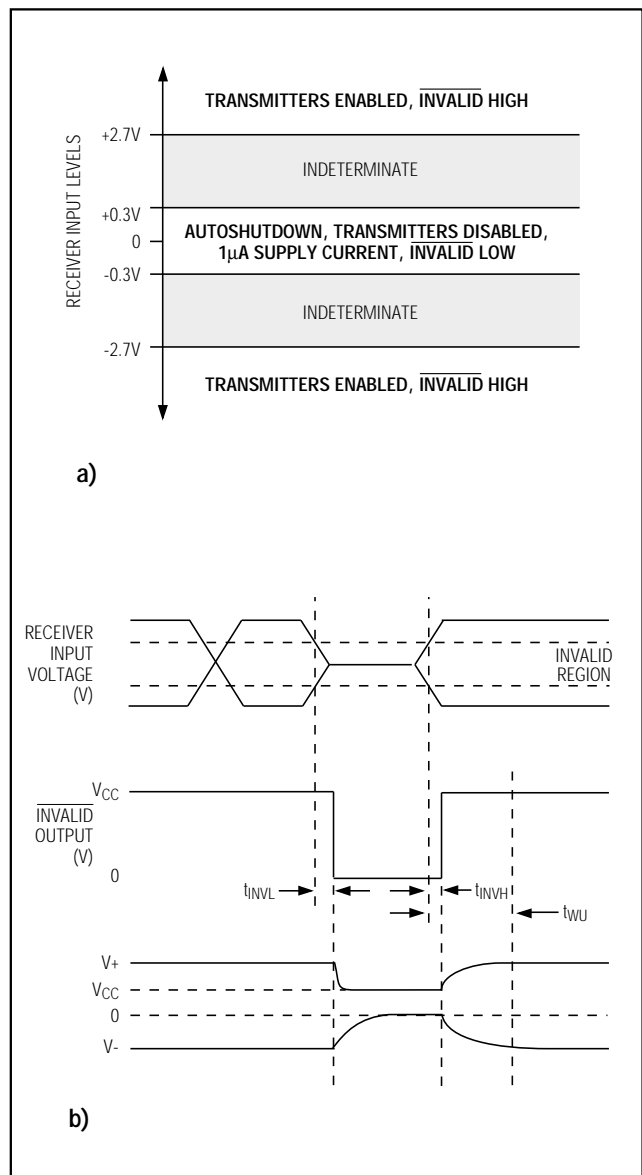 TRANSMITTERS ENABLED, INVALID HIGH
+2.7V
INDETERMINATE
+0.3V
AUTOSHUTDOWN, TRANSMITTERS DISABLED,
0
1µA SUPPLY CURRENT, INVALID LOW
-0.3V
INDETERMINATE
-2.7V
TRANSMITTERS ENABLED, INVALID HIGH
RECEIVER INPUT LEVELS
a)
RECEIVER
INPUT
VOLTAGE
(V)
INVALID
REGION
VCC
INVALID
OUTPUT
(V)
0
tINVL
tINVH
tWU
V+
VCC
0
V-
b)